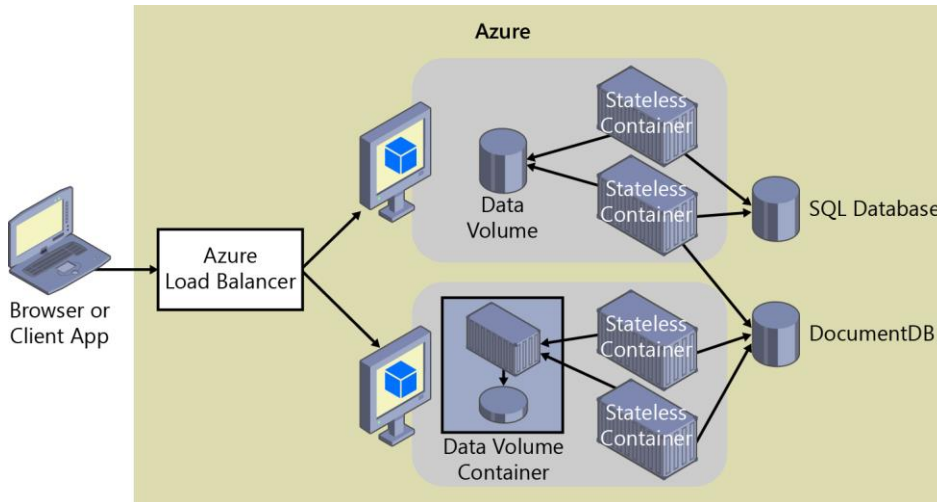 Azure
Stateless
Container
Stateless
Container
Data
Volume
SQL Database
Azure
Load Balancer
Browser or
Client App
Stateless
Container
DocumentDB
Stateless
Container
Data Volume
Container